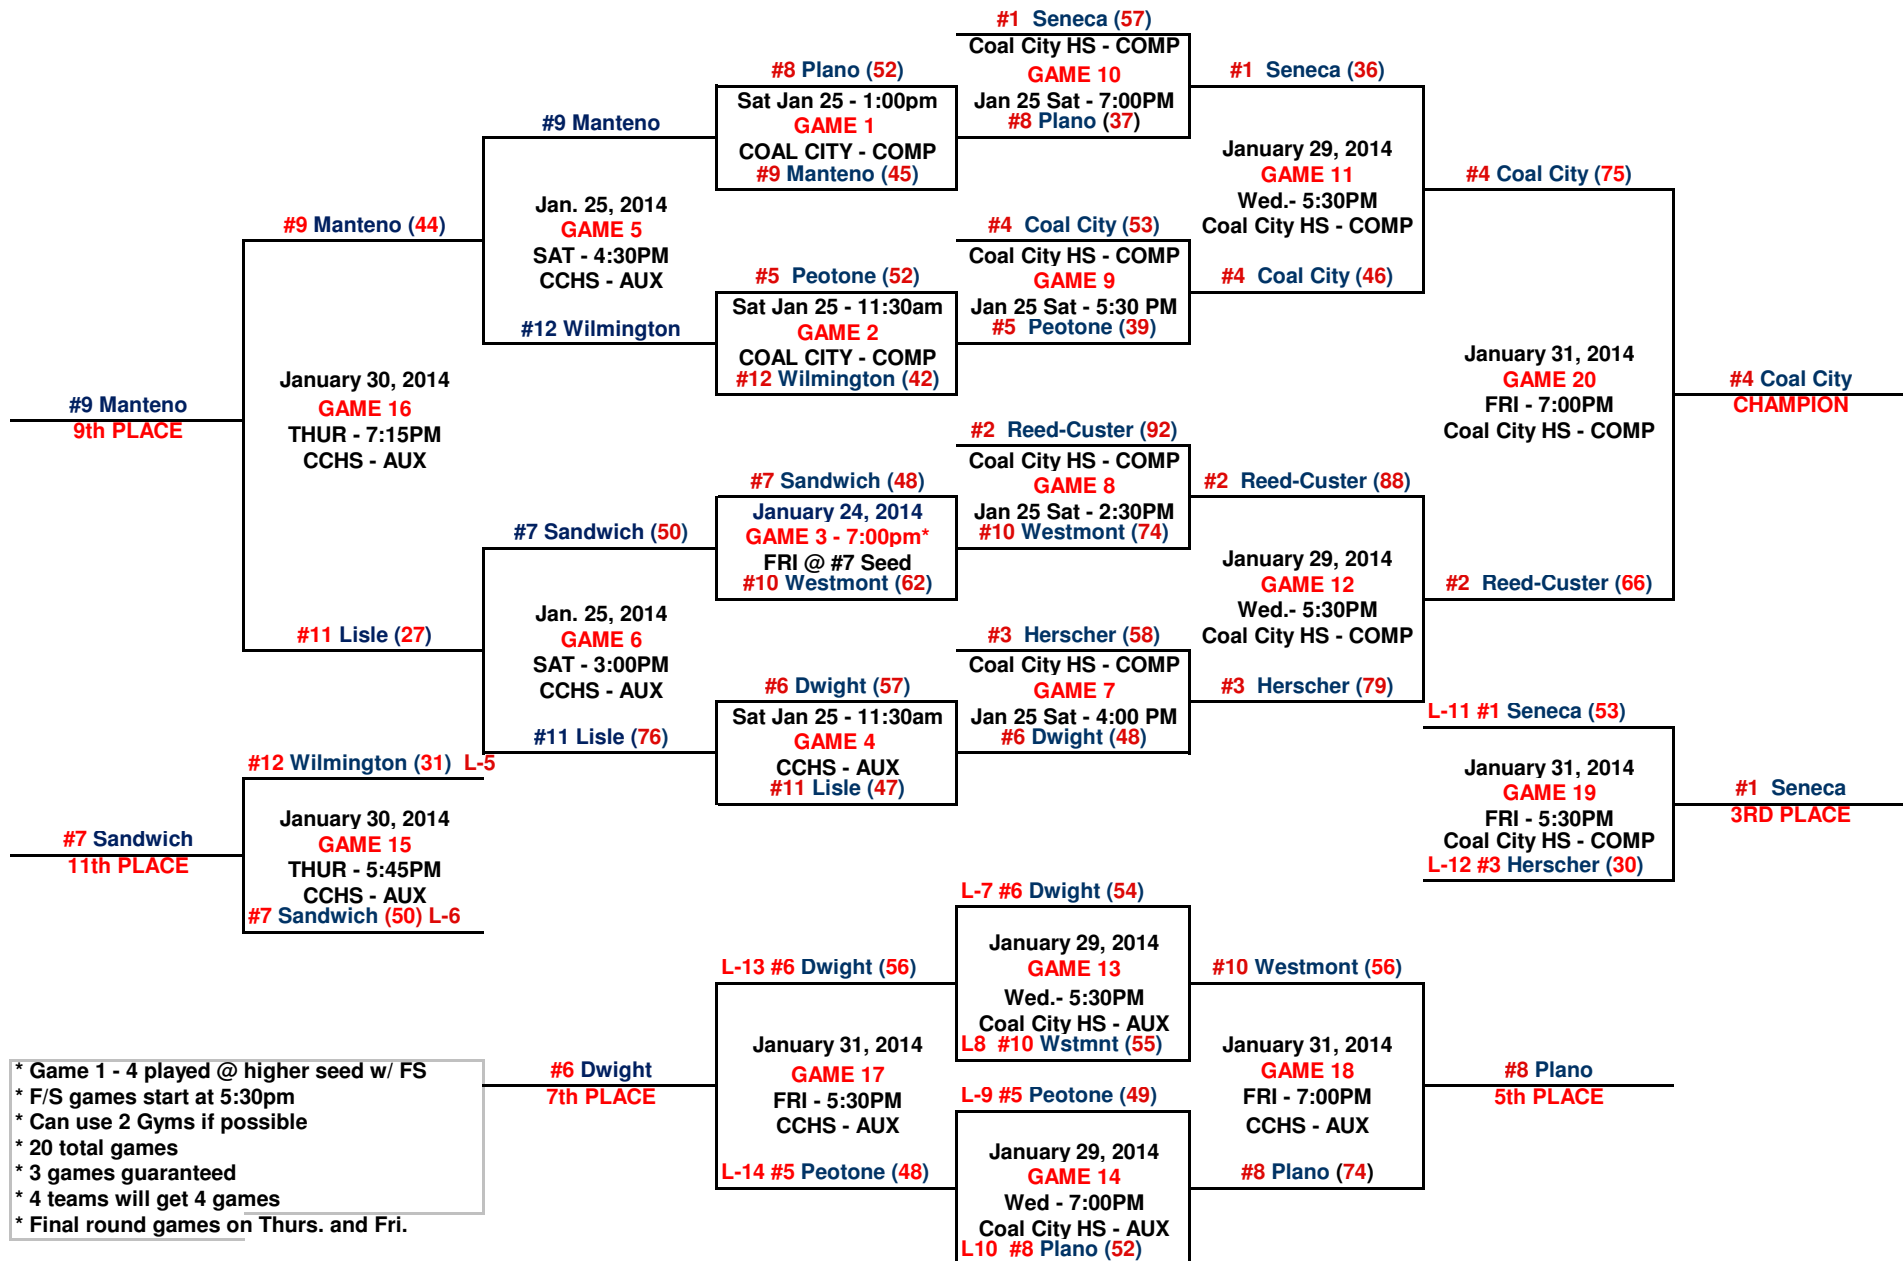 #1 Seneca (57)
Coal City HS - COMP
GAME 10
Jan 25 Sat - 7:00PM
#8 Plano (37)
#8 Plano (52)
Sat Jan 25 - 1:00pm
GAME 1
COAL CITY - COMP
#9 Manteno (45)
#1 Seneca (36)
January 29, 2014
GAME 11
Wed.- 5:30PM
Coal City HS - COMP
#4 Coal City (46)
#9 Manteno
Jan. 25, 2014
GAME 5
SAT - 4:30PM
CCHS - AUX
#12 Wilmington
#4 Coal City (53)
Coal City HS - COMP
GAME 9
Jan 25 Sat - 5:30 PM
#5 Peotone (39)
#5 Peotone (52)
Sat Jan 25 - 11:30am
GAME 2
COAL CITY - COMP
#12 Wilmington (42)
#4 Coal City (75)
January 31, 2014
GAME 20
FRI - 7:00PM
Coal City HS - COMP
#2 Reed-Custer (66)
#4 Coal City
CHAMPION
#9 Manteno (44)
January 30, 2014
GAME 16
THUR - 7:15PM
CCHS - AUX
#11 Lisle (27)
#9 Manteno
9th PLACE
#2 Reed-Custer (92)
Coal City HS - COMP
GAME 8
Jan 25 Sat - 2:30PM
#10 Westmont (74)
#7 Sandwich (48)
January 24, 2014
GAME 3 - 7:00pm*
FRI @ #7 Seed
#10 Westmont (62)
#2 Reed-Custer (88)
January 29, 2014
GAME 12
Wed.- 5:30PM
Coal City HS - COMP
#3 Herscher (79)
#7 Sandwich (50)
Jan. 25, 2014
GAME 6
SAT - 3:00PM
CCHS - AUX
#11 Lisle (76)
#3 Herscher (58)
Coal City HS - COMP
GAME 7
Jan 25 Sat - 4:00 PM
#6 Dwight (48)
#6 Dwight (57)
Sat Jan 25 - 11:30am
GAME 4
CCHS - AUX
#11 Lisle (47)
L-11 #1 Seneca (53)
January 31, 2014
GAME 19
FRI - 5:30PM
Coal City HS - COMP
L-12 #3 Herscher (30)
#1 Seneca
3RD PLACE
#12 Wilmington (31) L-5
January 30, 2014
GAME 15
THUR - 5:45PM
CCHS - AUX
#7 Sandwich (50) L-6
#7 Sandwich
11th PLACE
L-7 #6 Dwight (54)
January 29, 2014
GAME 13
Wed.- 5:30PM
Coal City HS - AUX
L8 #10 Wstmnt (55)
L-13 #6 Dwight (56)
January 31, 2014
GAME 17
FRI - 5:30PM
CCHS - AUX
L-14 #5 Peotone (48)
#6 Dwight
7th PLACE
#10 Westmont (56)
January 31, 2014
GAME 18
FRI - 7:00PM
CCHS - AUX
#8 Plano (74)
#8 Plano
5th PLACE
L-9 #5 Peotone (49)
January 29, 2014
GAME 14
Wed - 7:00PM
Coal City HS - AUX
L10 #8 Plano (52)
* Game 1 - 4 played @ higher seed w/ FS
* F/S games start at 5:30pm
* Can use 2 Gyms if possible
* 20 total games
* 3 games guaranteed
* 4 teams will get 4 games
* Final round games on Thurs. and Fri.